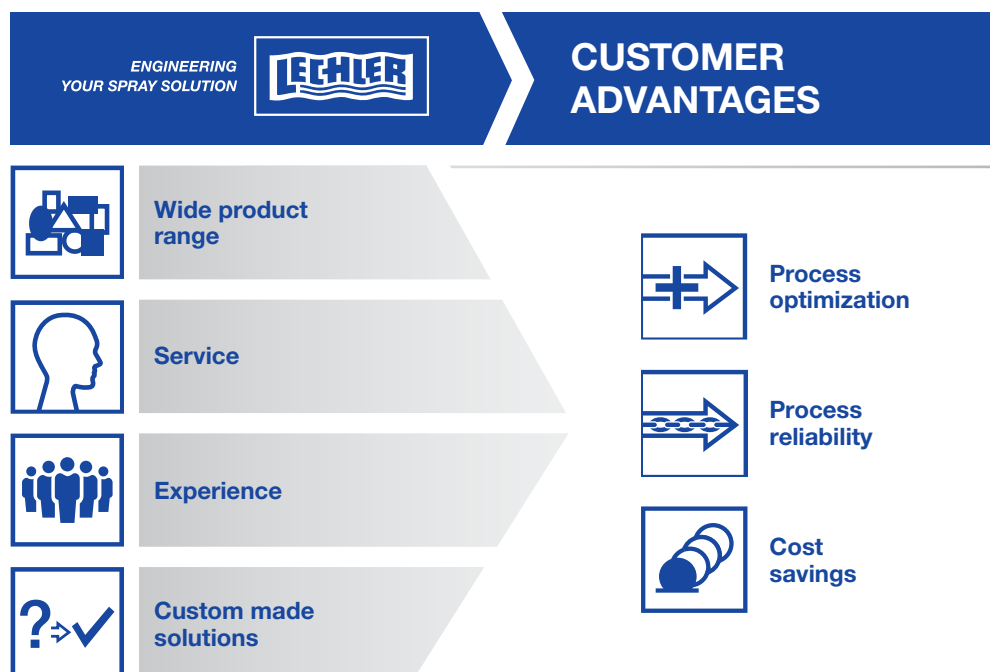 ENGINEERING
YOUR SPRAY SOLUTION
LECHLER
CUSTOMER
ADVANTAGES
Wide product
range
Service
Experience
Custom made
solutions
Process
optimization
Process
reliability
Cost
savings